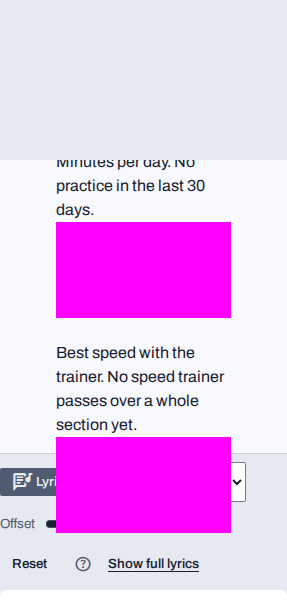 Minutes per day. No
practice in the last 30
days.
Best speed with the
trainer. No speed trainer
passes over a whole
section yet.
Offset
Reset
Show full lyrics